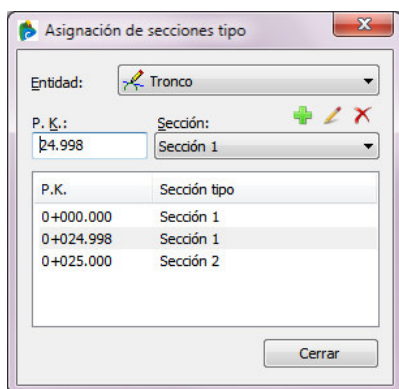 Asignación de secciones tipo
Entidad: Tronco
P. K.: Sección:
24.998 Sección 1
P.K. Sección tipo
0+000.000 Sección 1
0+024.998 Sección 1
0+025.000 Sección 2
Cerrar